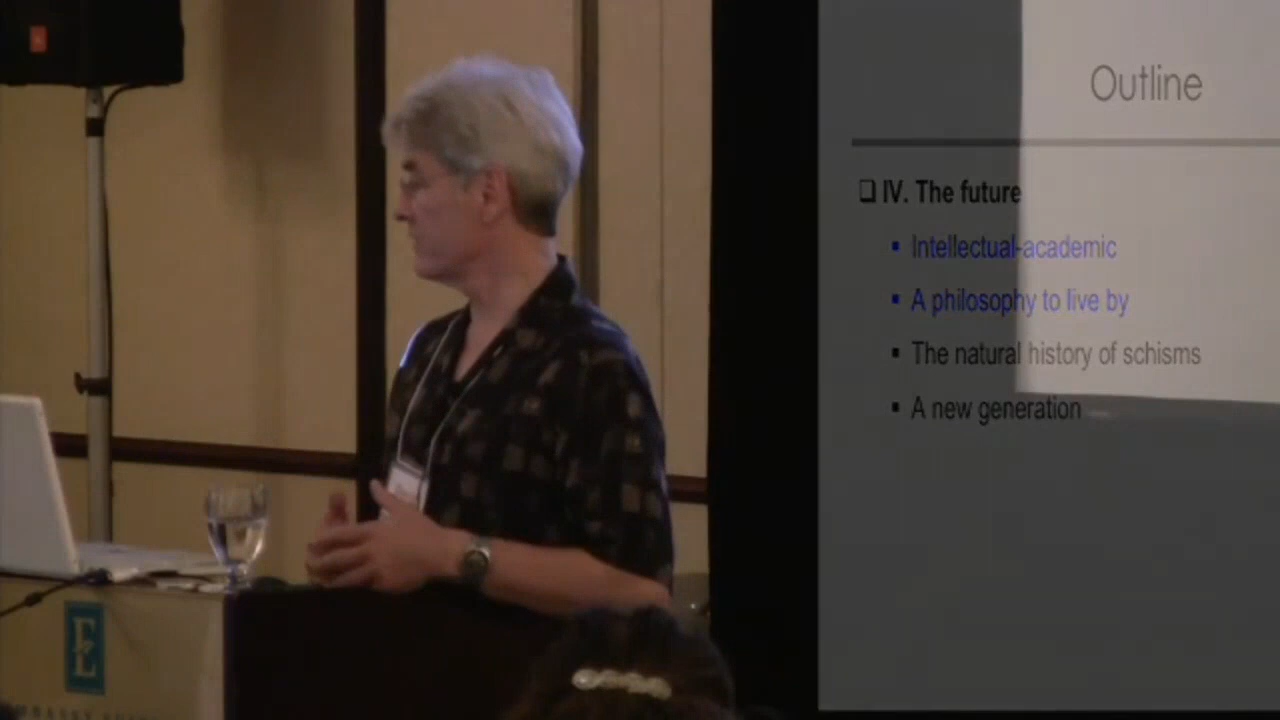 Outline
❑ IV. The future
▪ Intellectual-academic
▪ A philosophy to live by
▪ The natural history of schisms
▪ A new generation
E
L